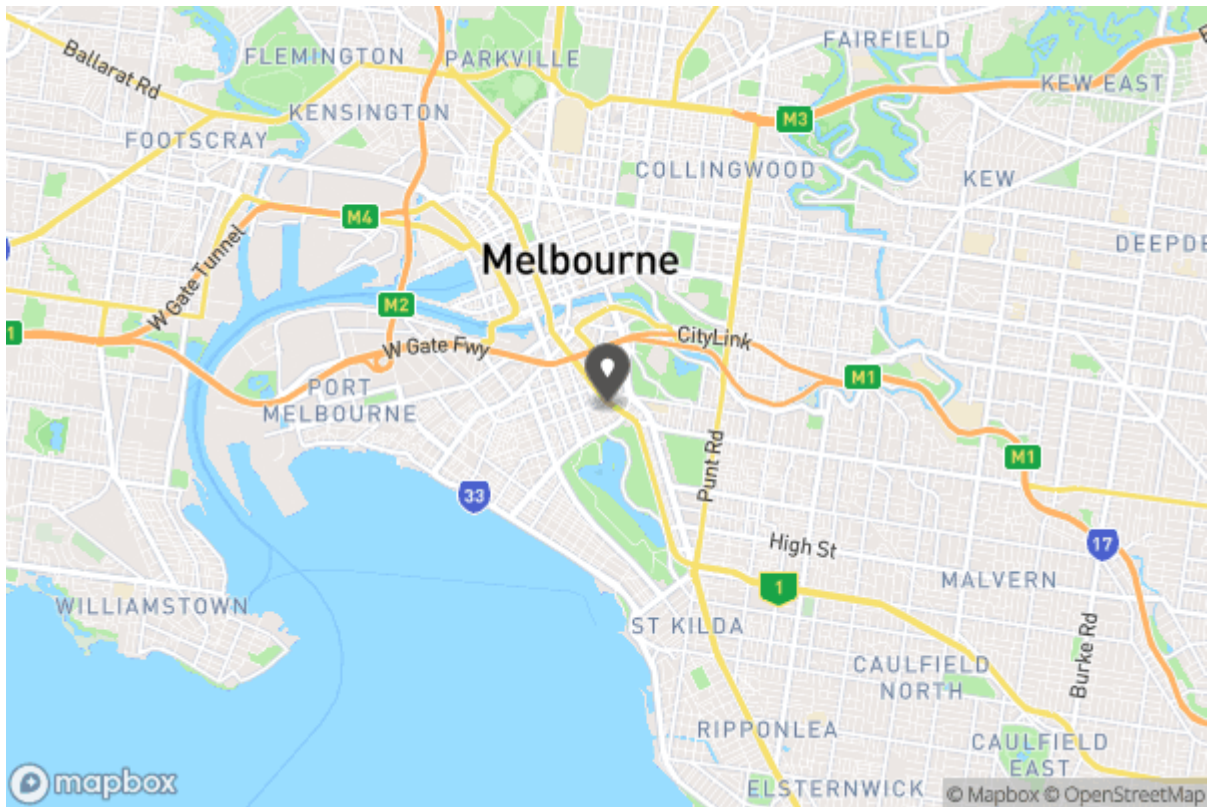 FAIRFIELD
Ballarat Rd
FLEMINGTON
PARKVILLE
KEW EAST
KENSINGTON
M3
FOOTSCRAY
COLLINGWOOD
KEW
M4
DEEPDE
Melbourne
W Gate Tunnel
M2
1
CityLink
W Gate Fwy
M1
PORT
MELBOURNE
M1
Punt Rd
33
High St
17
MALVERN
1
WILLIAMSTOWN
ST KILDA
Burke Rd
CAULFIELD
NORTH
RIPPONLEA
CAULFIELD
EAST
ELSTERNWICK
mapbox
© Mapbox © OpenStreetMap